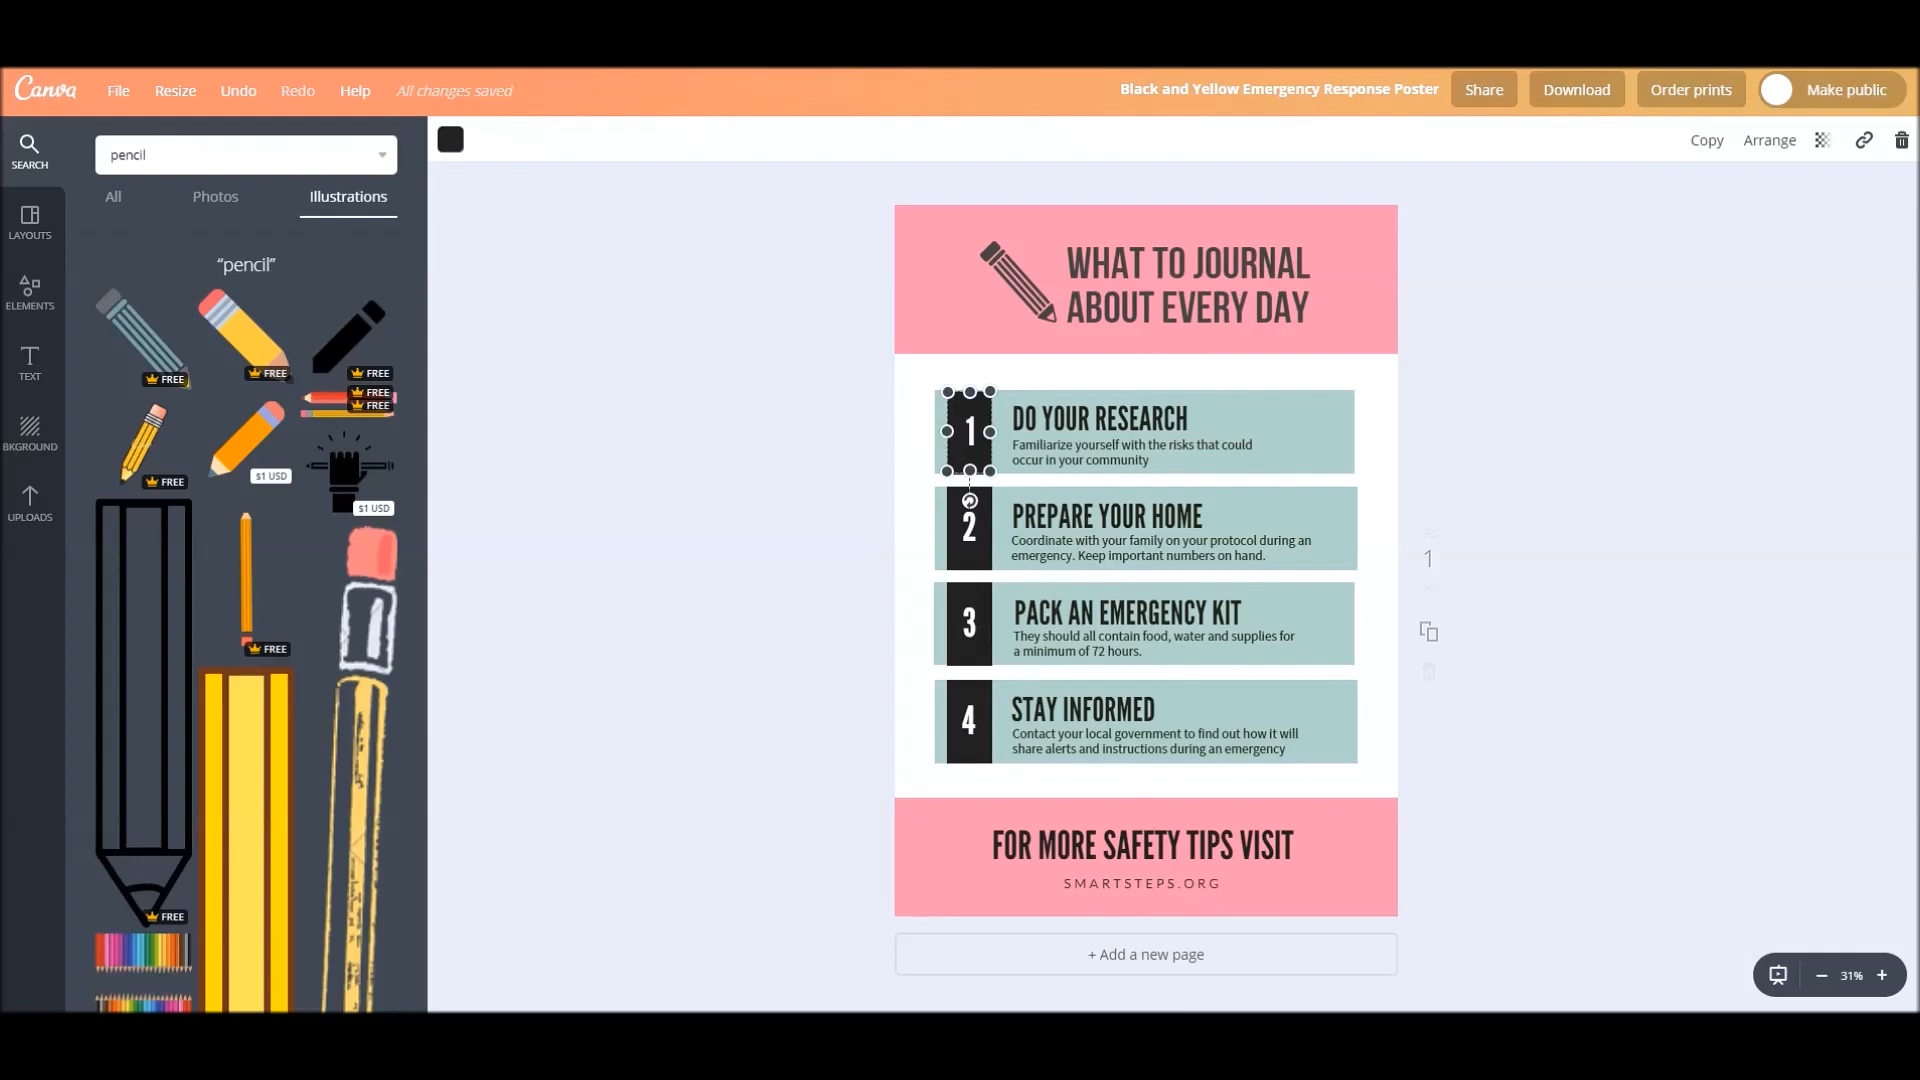 Canva
File
Resize
Undo
Redo
Help
All changes saved
Black and Yellow Emergency Response Poster
Share
Download
Order prints
Make public
SEARCH
LAYOUTS
ELEMENTS
TEXT
BKGROUND
UPLOADS
pencil
All
Photos
Illustrations
“pencil”
FREE
FREE
FREE
FREE
FREE
FREE
$1 USD
$1 USD
FREE
FREE
Copy
Arrange
WHAT TO JOURNAL
ABOUT EVERY DAY
1
DO YOUR RESEARCH
Familiarize yourself with the risks that could
occur in your community
2
PREPARE YOUR HOME
Coordinate with your family on your protocol during an
emergency. Keep important numbers on hand.
3
PACK AN EMERGENCY KIT
They should all contain food, water and supplies for
a minimum of 72 hours.
4
STAY INFORMED
Contact your local government to find out how it will
share alerts and instructions during an emergency
FOR MORE SAFETY TIPS VISIT
SMARTSTEPS.ORG
+ Add a new page
1
31%